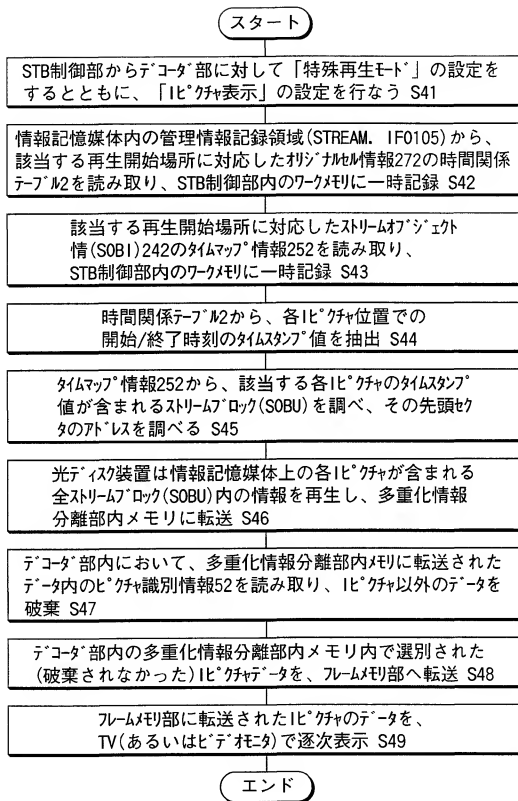 スタート
STB制御部からデコーダ部に対して「特殊再生モード」の設定を
するとともに、「Iピクチャ表示」の設定を行なう S41
情報記憶媒体内の管理情報記録領域(STREAM. IFO105)から、
該当する再生開始場所に対応したオリジナルセル情報272の時間関係
テーブル2を読み取り、STB制御部内のワークメモリに一時記録 S42
該当する再生開始場所に対応したストリームオブジェクト
情(SOBI)242のタイムマップ情報252を読み取り、
STB制御部内のワークメモリに一時記録 S43
時間関係テーブル2から、各Iピクチャ位置での
開始/終了時刻のタイムスタンプ値を抽出 S44
タイムマップ情報252から、該当する各Iピクチャのタイムスタンプ
値が含まれるストリームブロック(SOBU)を調べ、その先頭セク
タのアドレスを調べる S45
光ディスク装置は情報記憶媒体上の各Iピクチャが含まれる
全ストリームブロック(SOBU)内の情報を再生し、多重化情報
分離部内メモリに転送 S46
デコーダ部内において、多重化情報分離部内メモリに転送された
データ内のピクチャ識別情報52を読み取り、Iピクチャ以外のデータを
破棄 S47
デコーダ部内の多重化情報分離部内メモリ内で選別された
(破棄されなかった)Iピクチャデータを、フレームメモリ部へ転送 S48
フレームメモリ部に転送されたIピクチャのデータを、
TV(あるいはビデオモニタ)で逐次表示 S49
エンド